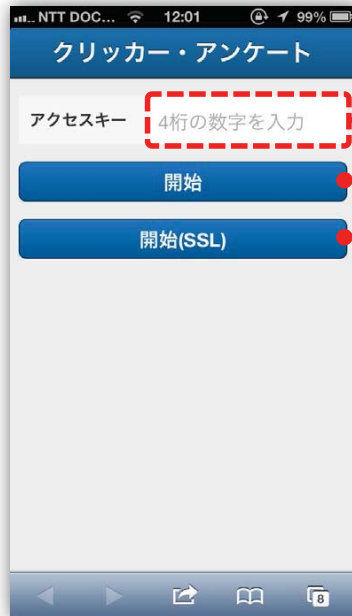 NTT DOC... 12:01 99%
クリッカー・アンケート
アクセスキー 4桁の数字を入力
開始
開始(SSL)
8